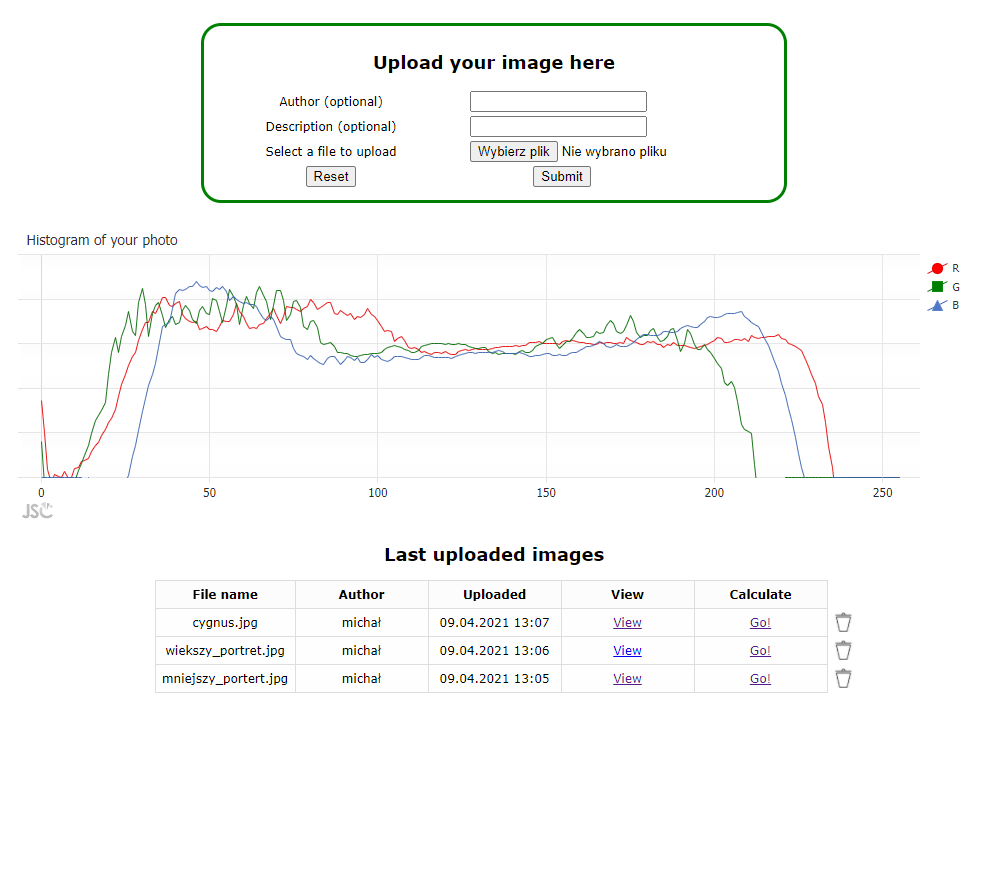 Upload your image here
Author (optional)
Description (optional)
Select a file to upload Wybierz plik Nie wybrano pliku
Reset Submit
Histogram of your photo
R
G
B
0 50 100 150 200 250
JSC
Last uploaded images
File name Author Uploaded View Calculate
cygnus.jpg michał 09.04.2021 13:07 View Go!
wiekszy_portret.jpg michał 09.04.2021 13:06 View Go!
mniejszy_portert.jpg michał 09.04.2021 13:05 View Go!